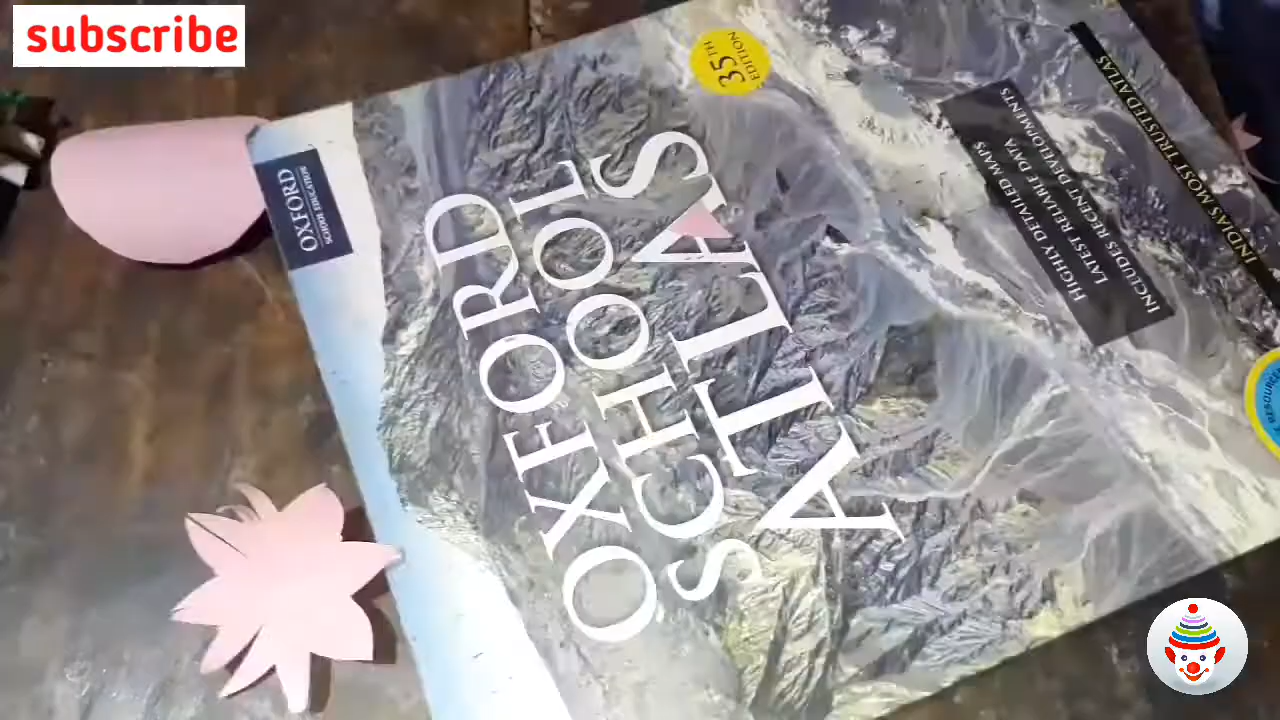 subscribe
35TH
EDITION
OXFORD
SCHOOL EDUCATION
OXFORD
SCHOOL
ATLAS
INDIA'S MOST TRUSTED ATLAS
HIGHLY DETAILED MAPS
LATEST RELIABLE DATA
INCLUDES RECENT DEVELOPMENTS